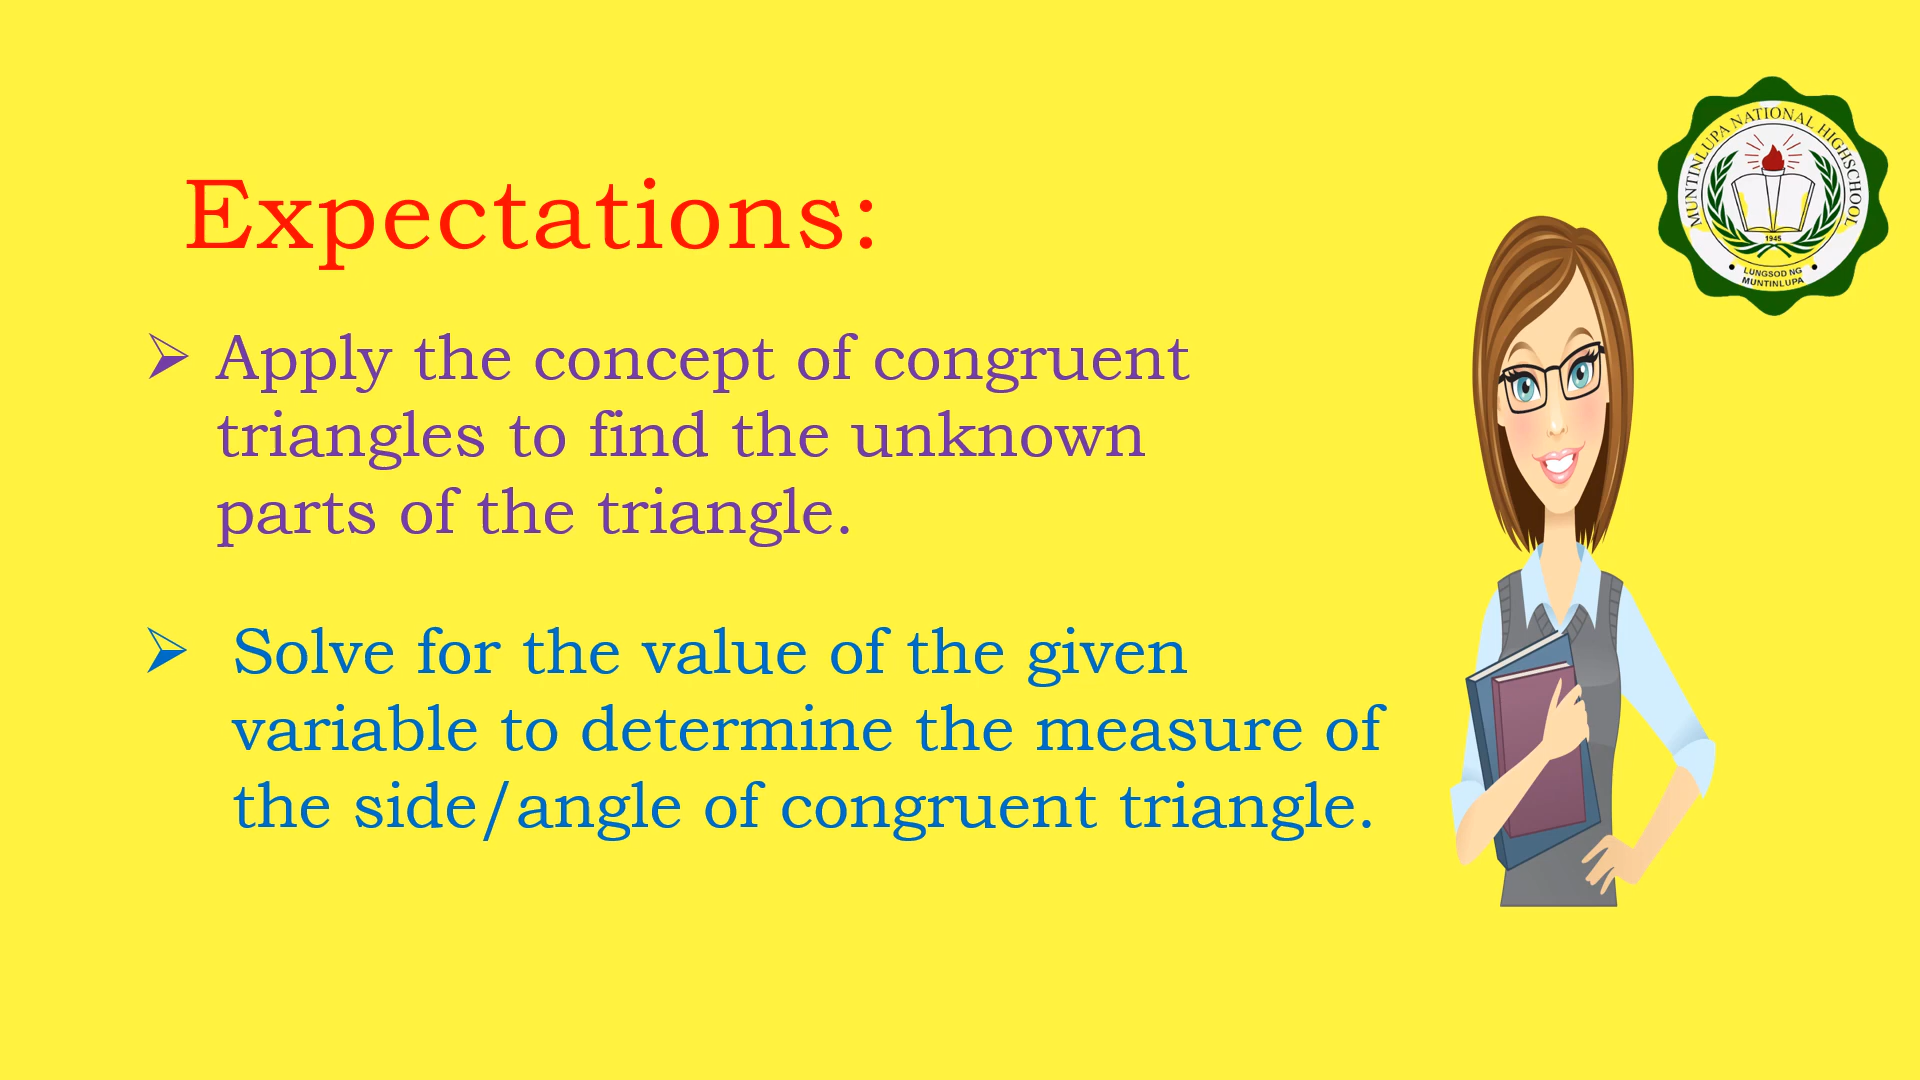 Expectations:
➢ Apply the concept of congruent
triangles to find the unknown
parts of the triangle.
➢ Solve for the value of the given
variable to determine the measure of
the side/angle of congruent triangle.
MUNTINLUPA NATIONAL HIGHSCHOOL
1945
LUNGSOD NG
MUNTINLUPA